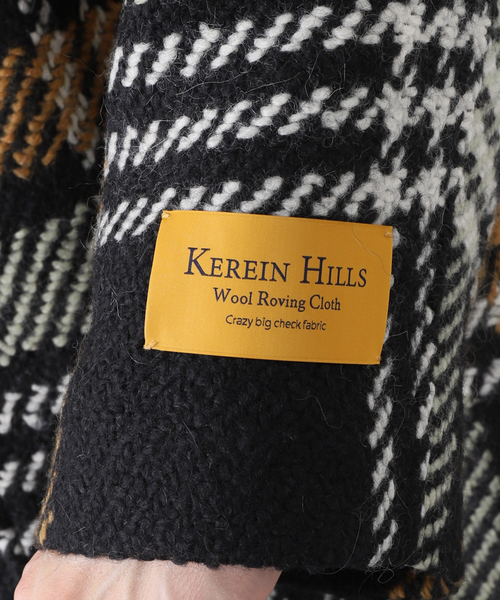 KEREIN HILLS
Wool Roving Cloth
Crazy big check fabric